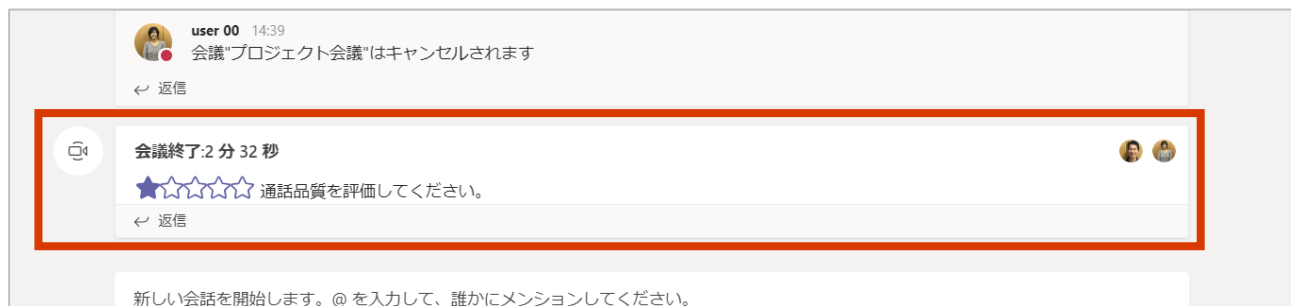 user 00 14:39
会議"プロジェクト会議"はキャンセルされます
返信
会議終了:2 分 32 秒
通話品質を評価してください。
返信
新しい会話を開始します。@ を入力して、誰かにメンションしてください。